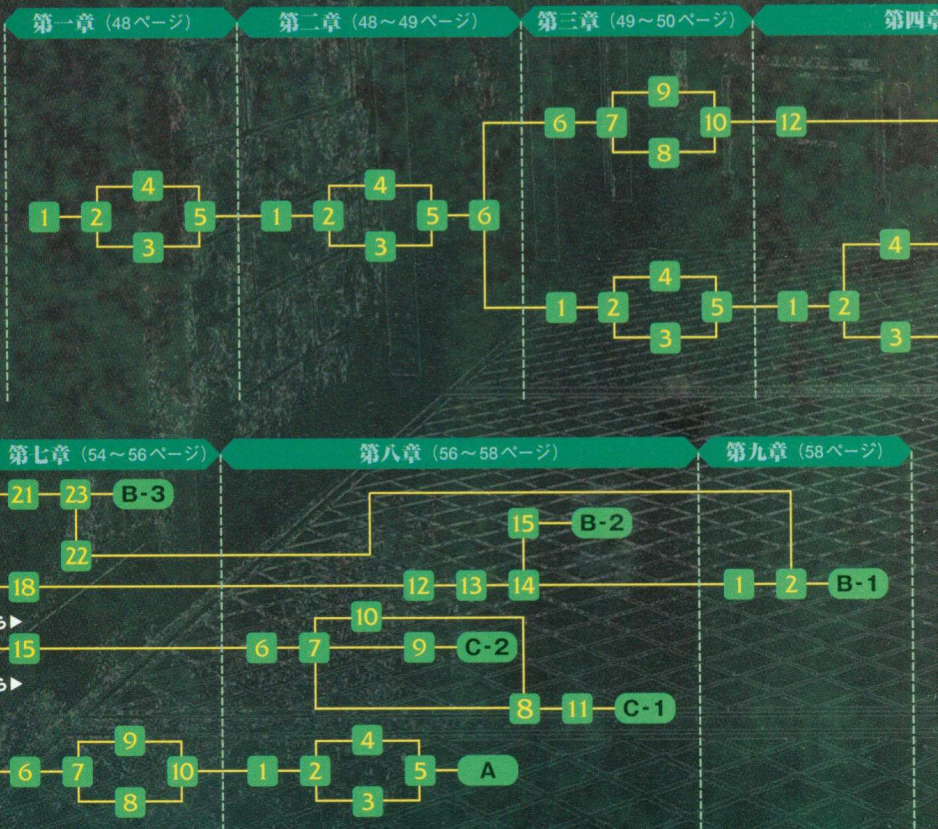 第一章（48ページ） 第二章（48～49ページ） 第三章（49～50ページ） 第四章
9
6 7 10 12
8
4 4
1 2 5 1 2 5 6
3 3
4
4
1 2 5 1 2
3 3
第七章（54～56ページ） 第八章（56～58ページ） 第九章（58ページ）
21 23 B-3
15 B-2
22
18 12 13 14 1 2 B-1
ら▶
10
15 6 7 9 C-2
ら▶
8 11 C-1
9 4
6 7 10 1 2 5 A
8 3